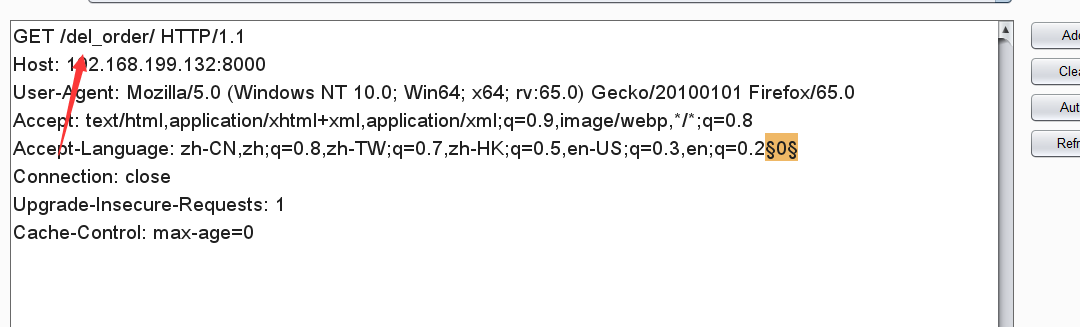 GET /del_order/ HTTP/1.1
Host: 192.168.199.132:8000
User-Agent: Mozilla/5.0 (Windows NT 10.0; Win64; x64; rv:65.0) Gecko/20100101 Firefox/65.0
Accept: text/html,application/xhtml+xml,application/xml;q=0.9,image/webp,*/*;q=0.8
Accept-Language: zh-CN,zh;q=0.8,zh-TW;q=0.7,zh-HK;q=0.5,en-US;q=0.3,en;q=0.2§0§
Connection: close
Upgrade-Insecure-Requests: 1
Cache-Control: max-age=0
Add
Clea
Aut
Refr